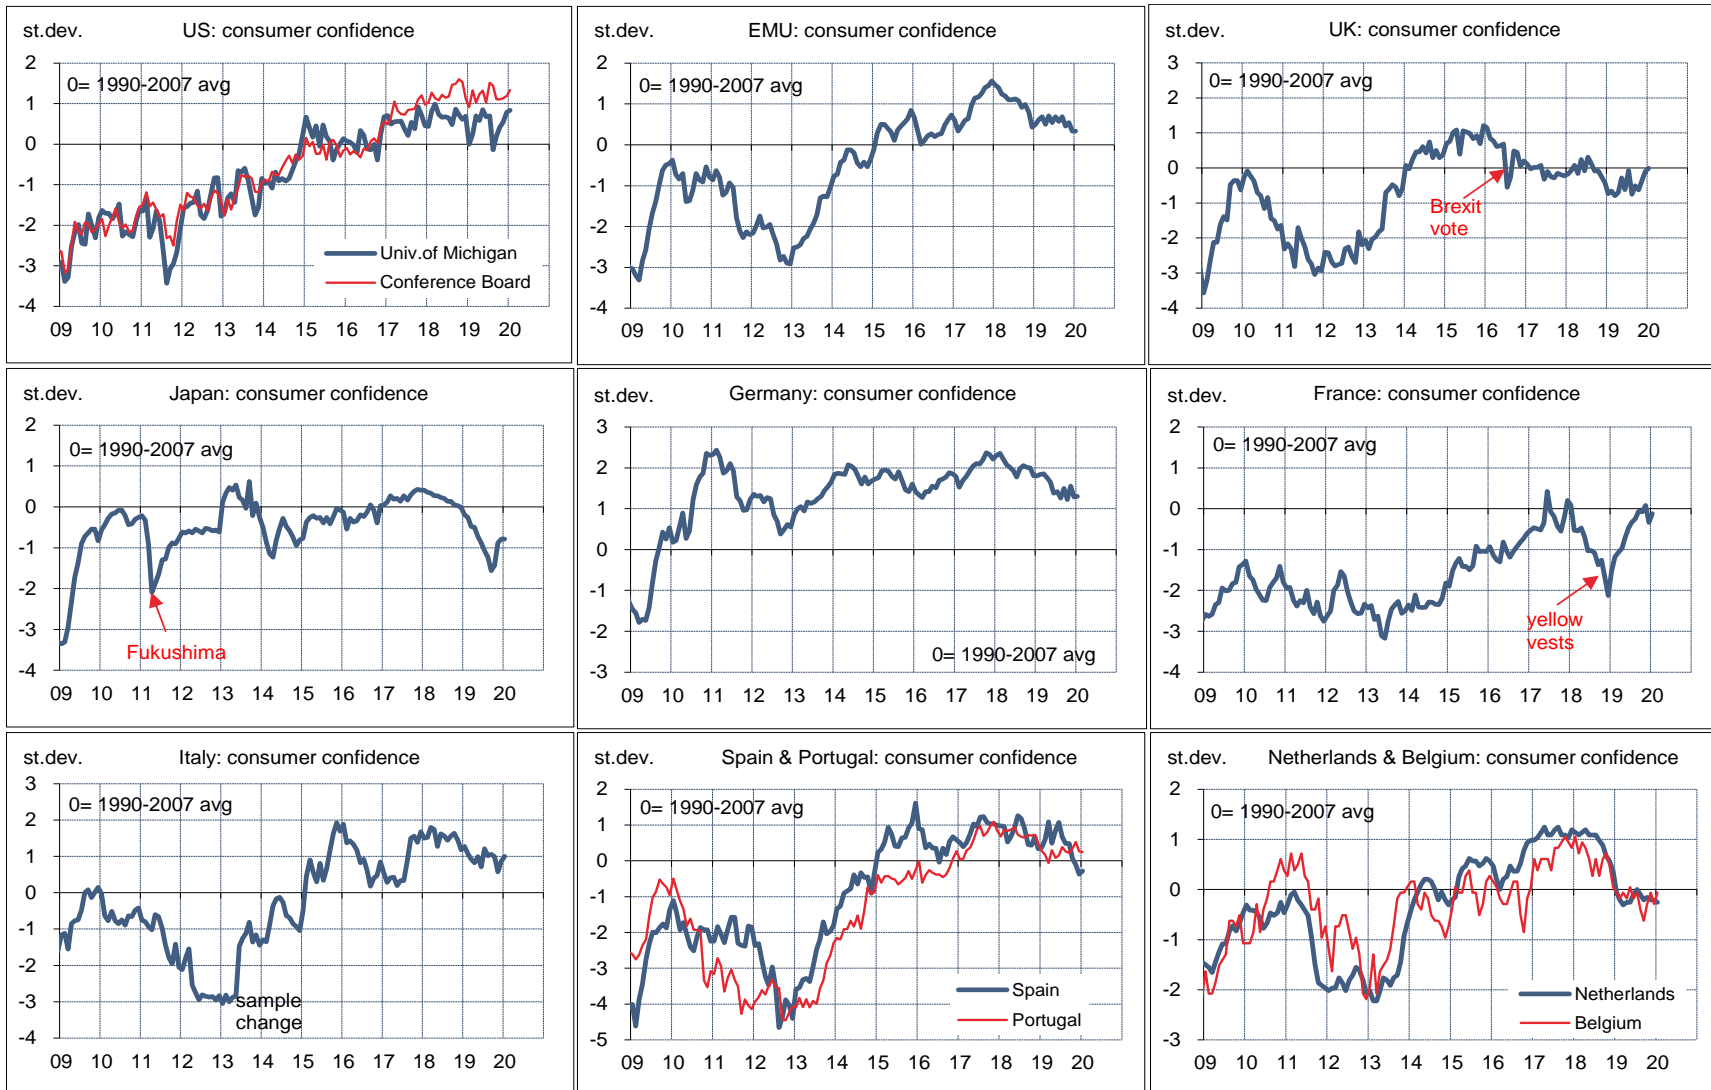 st.dev. US: consumer confidence
0= 1990-2007 avg
2
1
0
-1
-2
-3
-4
Univ.of Michigan
Conference Board
09 10 11 12 13 14 15 16 17 18 19 20
st.dev. EMU: consumer confidence
0= 1990-2007 avg
2
1
0
-1
-2
-3
-4
09 10 11 12 13 14 15 16 17 18 19 20
st.dev. UK: consumer confidence
0= 1990-2007 avg
3
2
1
0
-1
-2
-3
-4
Brexit
vote
09 10 11 12 13 14 15 16 17 18 19 20
st.dev. Japan: consumer confidence
0= 1990-2007 avg
2
1
0
-1
-2
-3
-4
Fukushima
09 10 11 12 13 14 15 16 17 18 19 20
st.dev. Germany: consumer confidence
3
2
1
0
-1
-2
-3
0= 1990-2007 avg
09 10 11 12 13 14 15 16 17 18 19 20
st.dev. France: consumer confidence
0= 1990-2007 avg
2
1
0
-1
-2
-3
-4
yellow
vests
09 10 11 12 13 14 15 16 17 18 19 20
st.dev. Italy: consumer confidence
0= 1990-2007 avg
3
2
1
0
-1
-2
-3
-4
sample
change
09 10 11 12 13 14 15 16 17 18 19 20
st.dev. Spain & Portugal: consumer confidence
0= 1990-2007 avg
2
1
0
-1
-2
-3
-4
-5
Spain
Portugal
09 10 11 12 13 14 15 16 17 18 19 20
st.dev. Netherlands & Belgium: consumer confidence
0= 1990-2007 avg
2
1
0
-1
-2
-3
Netherlands
Belgium
09 10 11 12 13 14 15 16 17 18 19 20